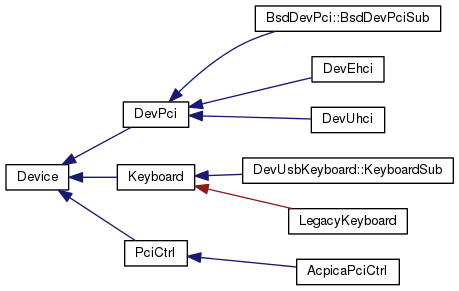 BsdDevPci::BsdDevPciSub
DevEhci
DevPci
DevUhci
DevUsbKeyboard::KeyboardSub
Device
Keyboard
LegacyKeyboard
PciCtrl
AcpicaPciCtrl